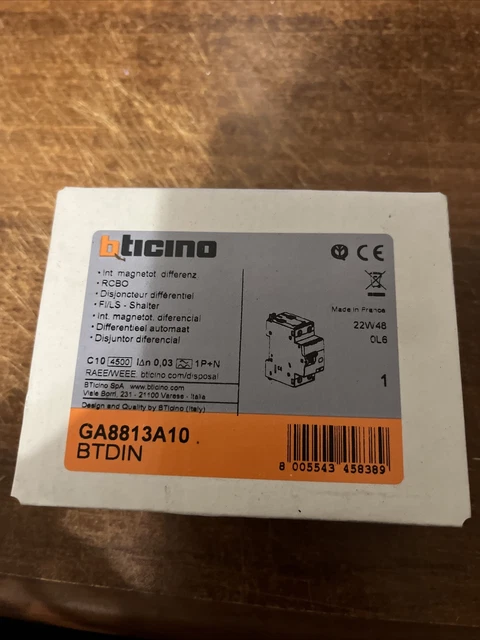 bticino
• Int. magnetot. differenz.
• RCBO
• Disjoncteur différentiel
• FI/LS - Shalter
• Int. magnetot. diferencial
• Differentieel automaat
• Disjuntor diferencial
C10 4500 IΔn 0,03 1P+N
RAEE/WEEE: bticino.com/disposal
BTicino SpA www.bticino.com
Viale Borri, 231 - 21100 Varese - Italia
Design and Quality by BTicino (Italy)
CE
Made in France
22W48
0L6
1
GA8813A10
BTDIN
8 005543 458389